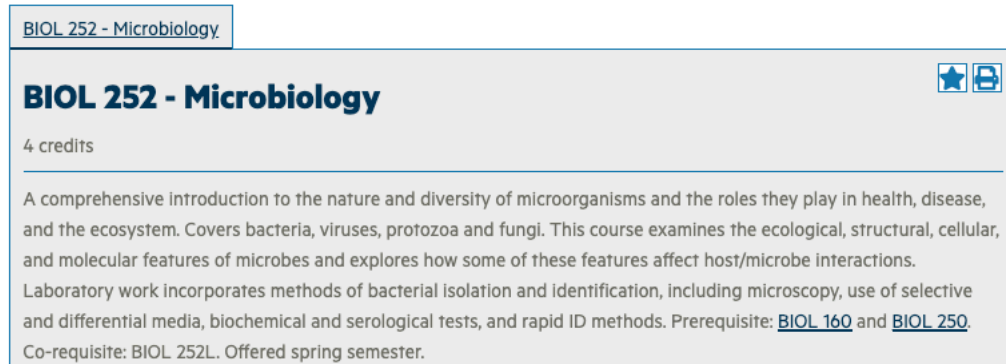 BIOL 252 - Microbiology
BIOL 252 - Microbiology
4 credits
A comprehensive introduction to the nature and diversity of microorganisms and the roles they play in health, disease,
and the ecosystem. Covers bacteria, viruses, protozoa and fungi. This course examines the ecological, structural, cellular,
and molecular features of microbes and explores how some of these features affect host/microbe interactions.
Laboratory work incorporates methods of bacterial isolation and identification, including microscopy, use of selective
and differential media, biochemical and serological tests, and rapid ID methods. Prerequisite: BIOL 160 and BIOL 250.
Co-requisite: BIOL 252L. Offered spring semester.